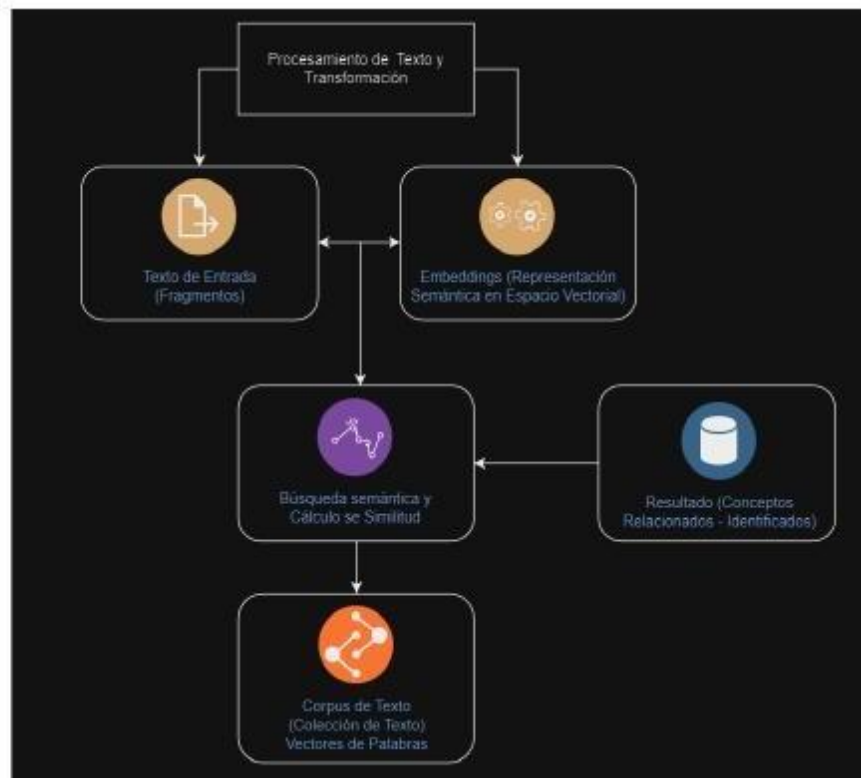 Procesamiento de Texto y
Transformación
Texto de Entrada
(Fragmentos)
Embeddings (Representación
Semántica en Espacio Vectorial)
Búsqueda semántica y
Cálculo se Similitud
Resultado (Conceptos
Relacionados - Identificados)
Corpus de Texto
(Colección de Texto)
Vectores de Palabras